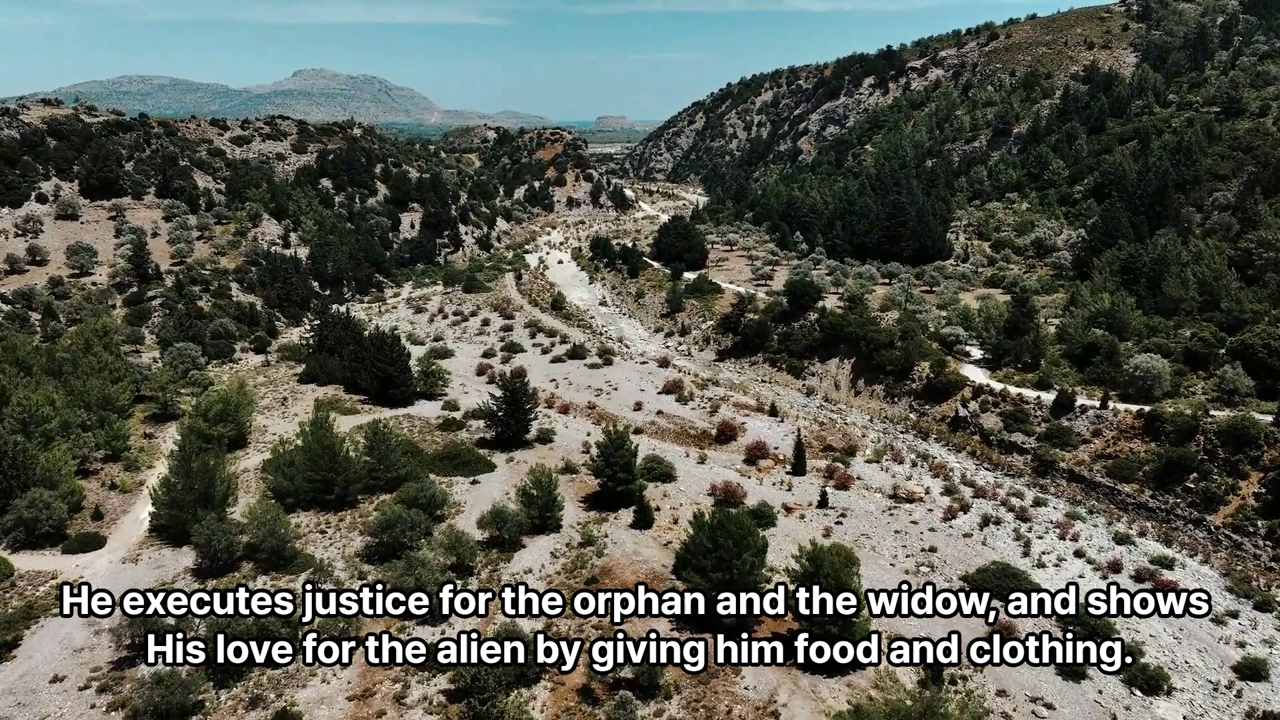 He executes justice for the orphan and the widow, and shows
His love for the alien by giving him food and clothing.